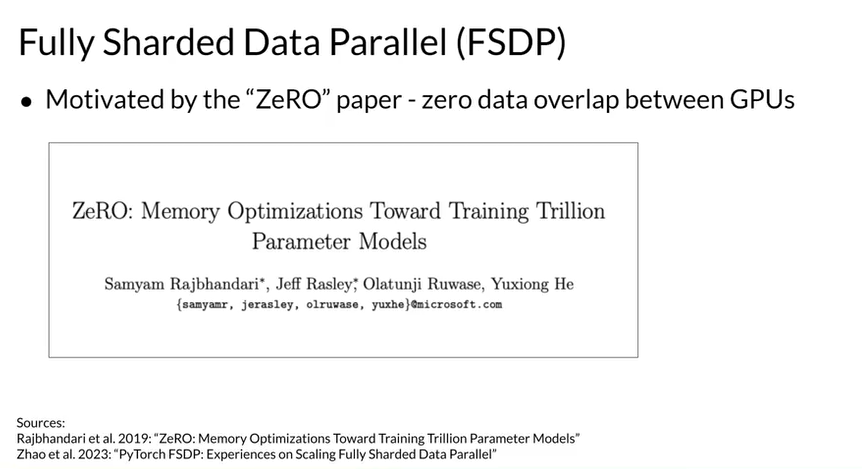 Fully Sharded Data Parallel (FSDP)
● Motivated by the “ZeRO” paper - zero data overlap between GPUs
ZeRO: Memory Optimizations Toward Training Trillion
Parameter Models
Samyam Rajbhandari*, Jeff Rasley*, Olatunji Ruwase, Yuxiong He
{samyamr, jerasley, olruwase, yuxhe}@microsoft.com
Sources:
Rajbhandari et al. 2019: “ZeRO: Memory Optimizations Toward Training Trillion Parameter Models”
Zhao et al. 2023: “PyTorch FSDP: Experiences on Scaling Fully Sharded Data Parallel”